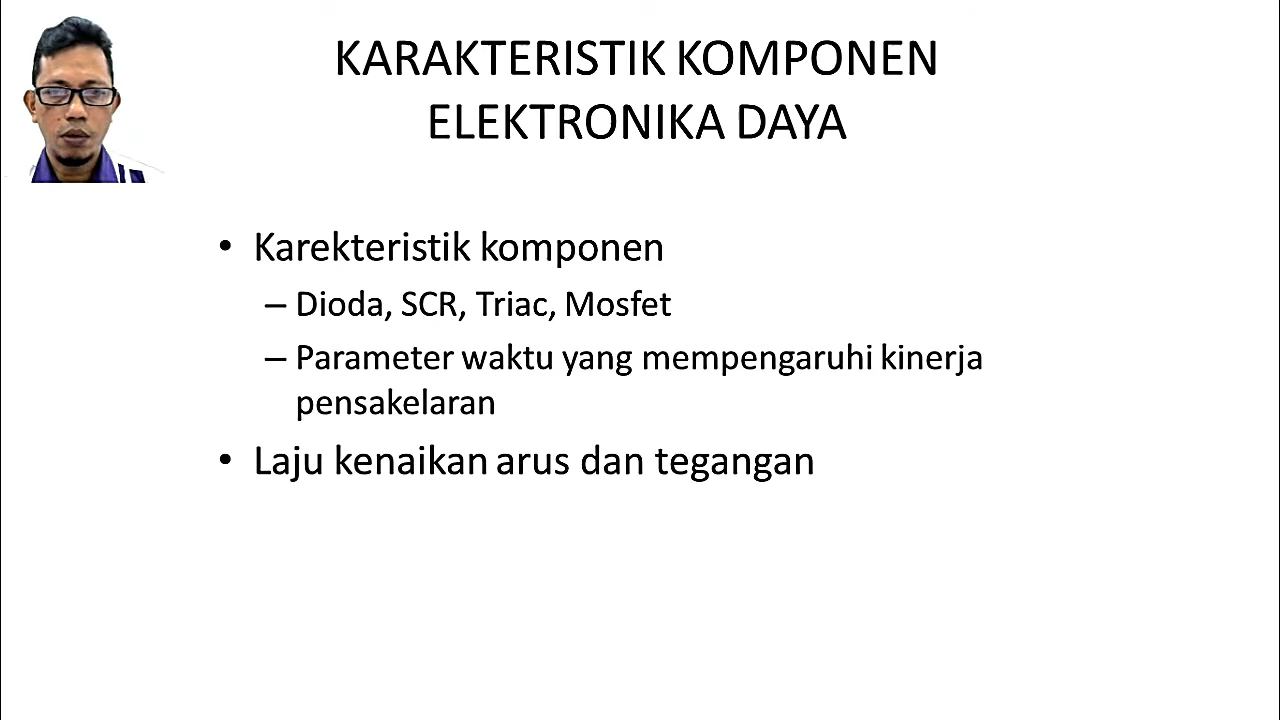 KARAKTERISTIK KOMPONEN
ELEKTRONIKA DAYA
• Karekteristik komponen
– Dioda, SCR, Triac, Mosfet
– Parameter waktu yang mempengaruhi kinerja
pensakelaran
• Laju kenaikan arus dan tegangan